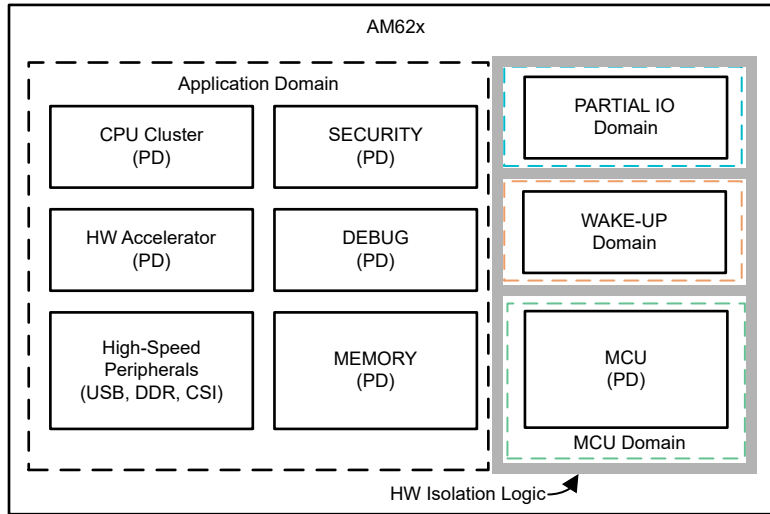 AM62x
Application Domain
CPU Cluster
(PD)
SECURITY
(PD)
HW Accelerator
(PD)
DEBUG
(PD)
High-Speed
Peripherals
(USB, DDR, CSI)
MEMORY
(PD)
PARTIAL IO
Domain
WAKE-UP
Domain
MCU
(PD)
MCU Domain
HW Isolation Logic